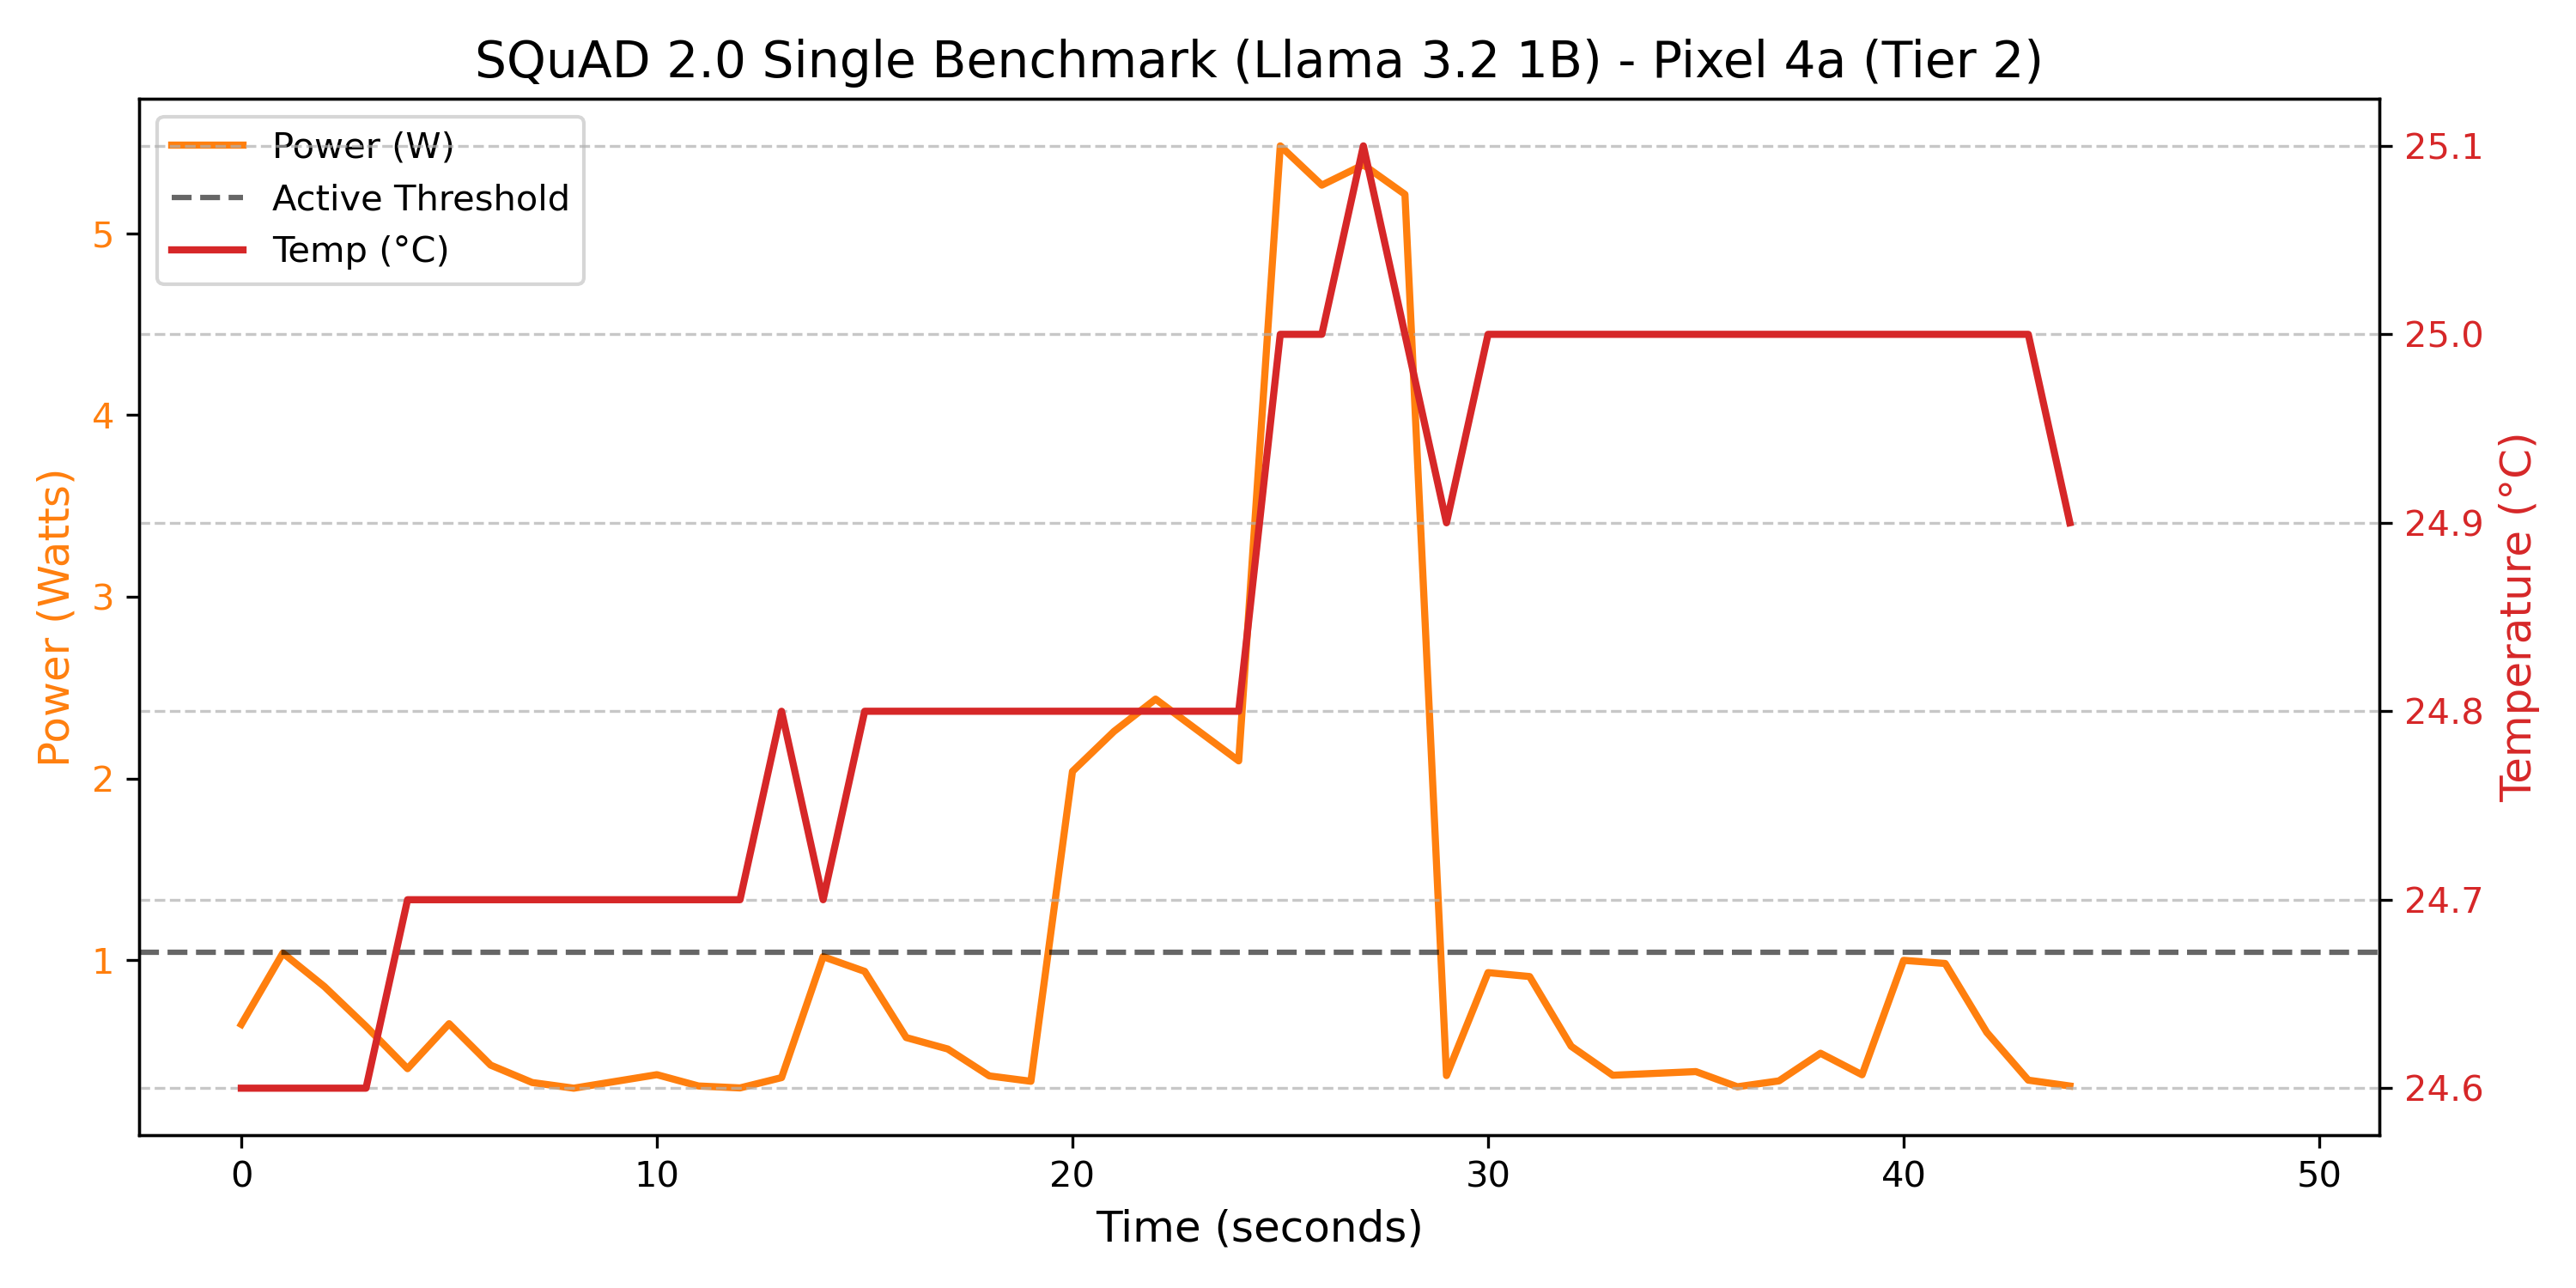 SQuAD 2.0 Single Benchmark (Llama 3.2 1B) - Pixel 4a (Tier 2)
Power (W)
Active Threshold
Temp (°C)
Power (Watts)
5
4
3
2
1
25.1
25.0
24.9
24.8
24.7
24.6
Temperature (°C)
0
10
20
30
40
50
Time (seconds)